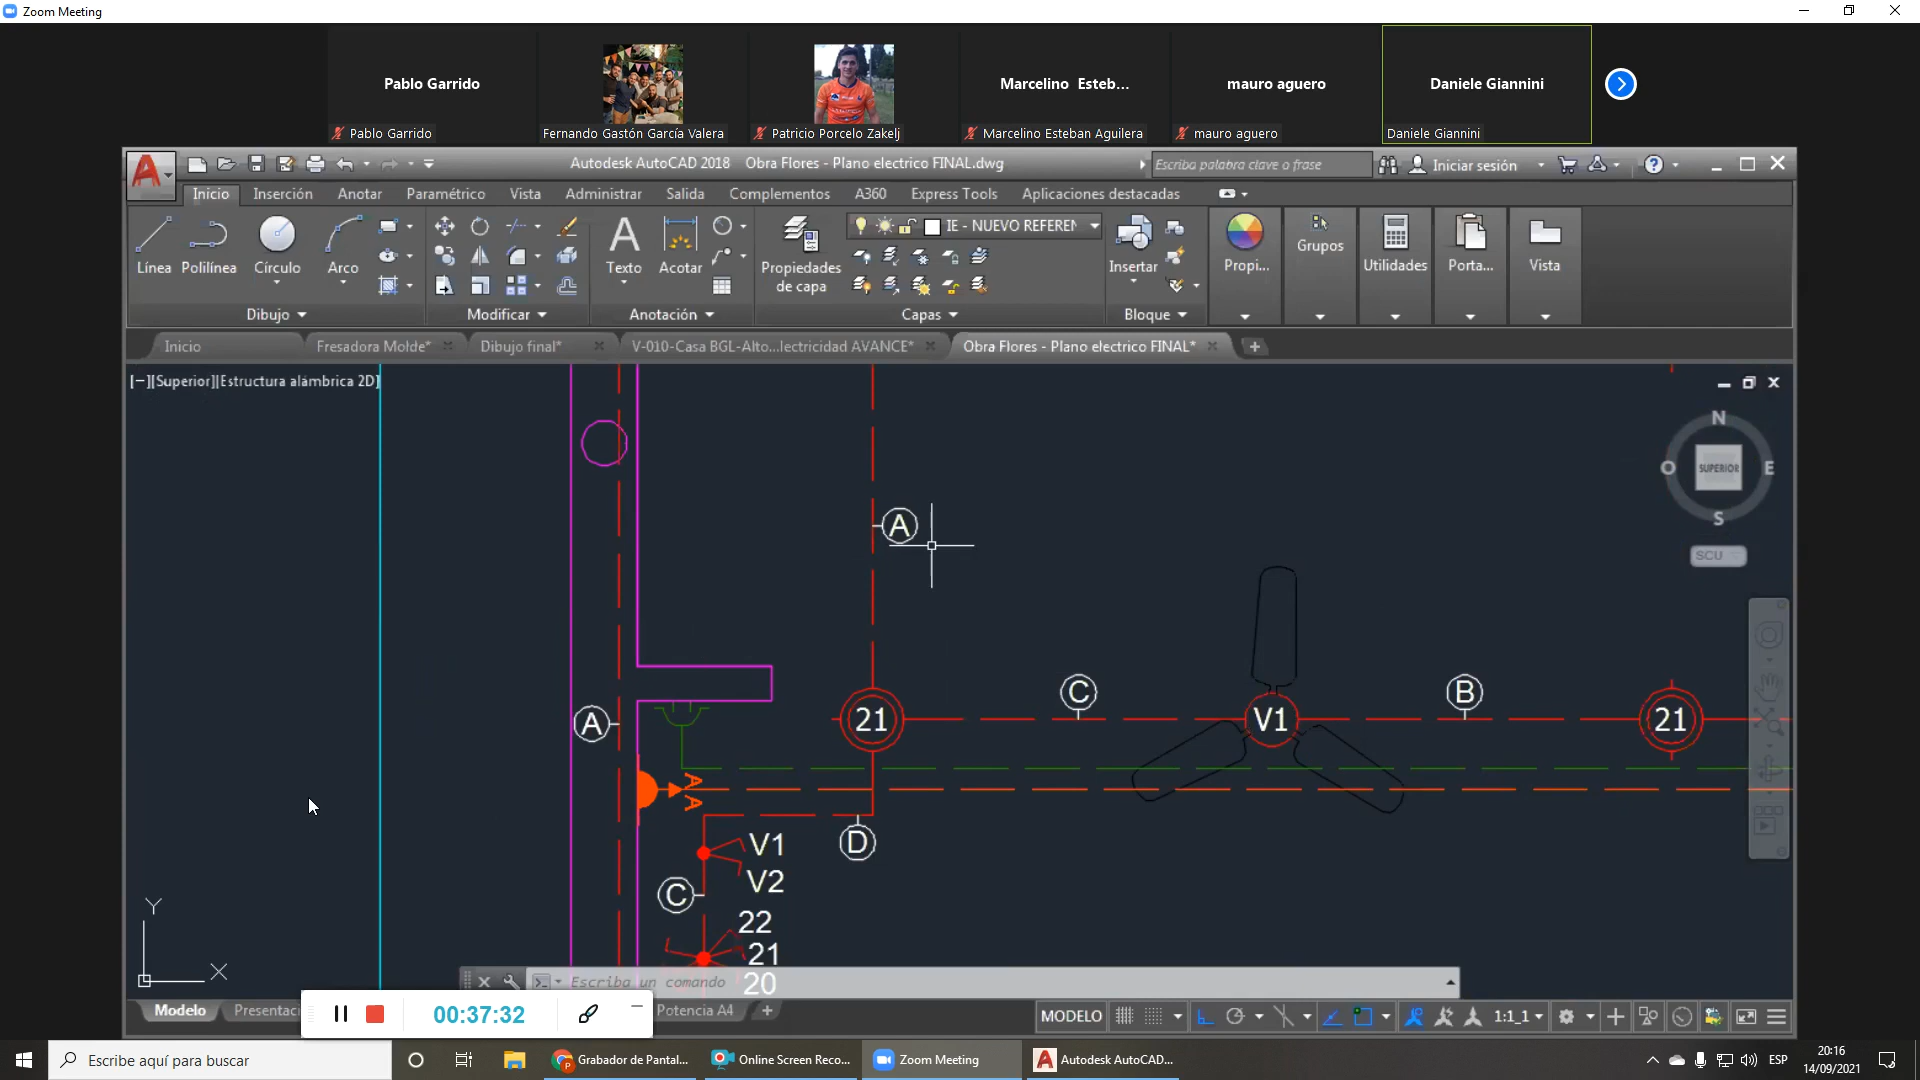 Zoom Meeting
Pablo Garrido
Marcelino Esteb...
mauro aguero
Daniele Giannini
Pablo Garrido
Fernando Gastón García Valera
Patricio Porcelo Zakelj
Marcelino Esteban Aguilera
mauro aguero
Daniele Giannini
Autodesk AutoCAD 2018 Obra Flores - Plano electrico FINAL.dwg
Escriba palabra clave o frase
Iniciar sesión
Inicio Inserción Anotar Paramétrico Vista Administrar Salida Complementos A360 Express Tools Aplicaciones destacadas
IE - NUEVO REFEREN
Línea Polilínea Círculo Arco
Texto Acotar
Propiedades de capa
Insertar
Propi... Grupos Utilidades Porta... Vista
Dibujo Modificar Anotación Capas Bloque
Inicio
Fresadora Molde*
Dibujo final*
V-010-Casa BGL-Alto...lectricidad AVANCE*
Obra Flores - Plano electrico FINAL*
[−][Superior][Estructura alámbrica 2D]
N
O SUPERIOR E
S
SCU
A
C
B
A
21
V1
21
A
A
V1
D
V2
C
22
21
20
Y
X
Escriba un comando
Modelo Presentaci
00:37:32
Potencia A4
MODELO
1:1_1
Escribe aquí para buscar
Grabador de Pantal...
Online Screen Reco...
Zoom Meeting
Autodesk AutoCAD...
ESP
20:16
14/09/2021